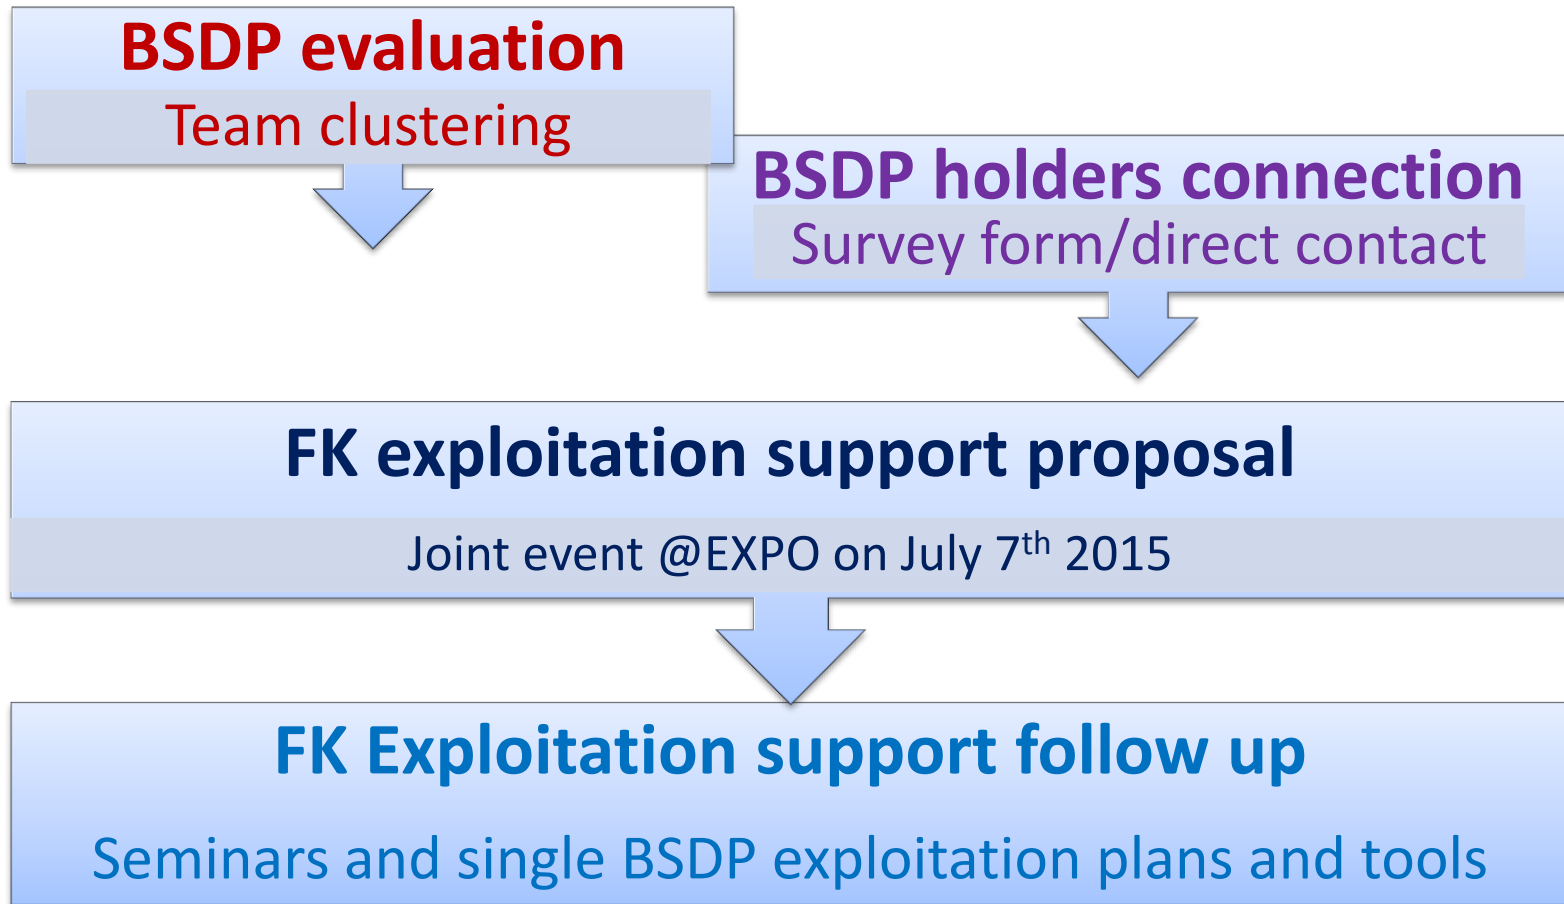 BSDP evaluation
Team clustering
BSDP holders connection
Survey form/direct contact
FK exploitation support proposal
Joint event @EXPO on July 7th 2015
FK Exploitation support follow up
Seminars and single BSDP exploitation plans and tools